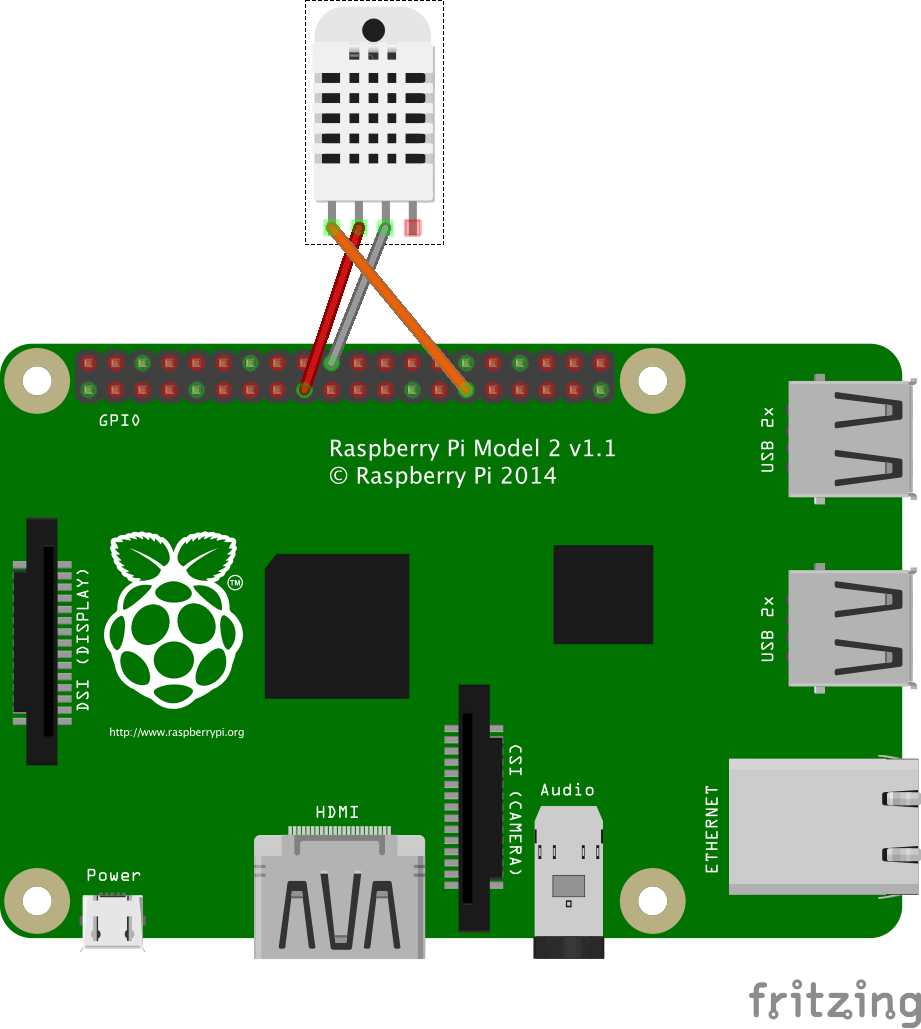 GPIO
Raspberry Pi Model 2 v1.1
© Raspberry Pi 2014
USB 2x
USB 2x
DSI (DISPLAY)
TM
http://www.raspberrypi.org
CSI (CAMERA)
ETHERNET
Audio
HDMI
Power
fritzing